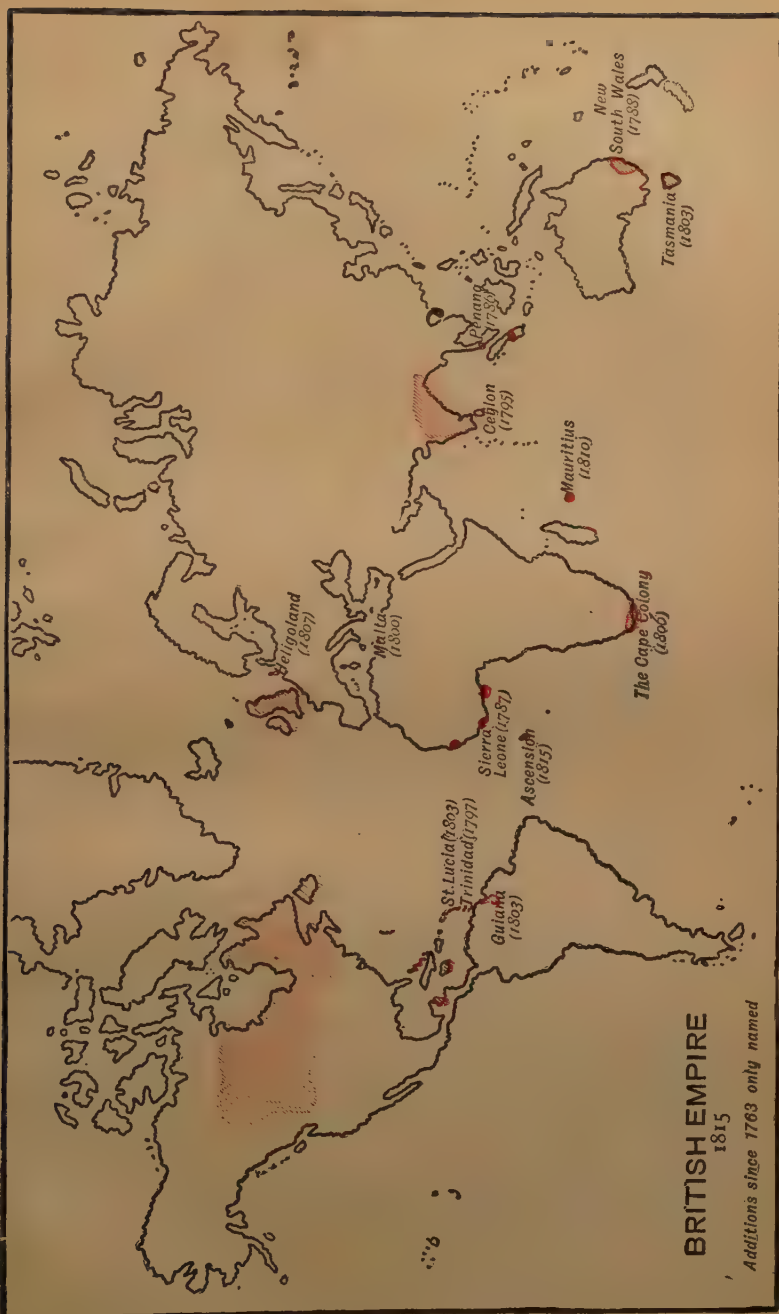 BRITISH EMPIRE
1815
Additions since 1763 only named
St. Lucia (1803)
Trinidad (1797)
Guiana
(1803)
Heligoland
(1807)
Malta
(1800)
Sierra
Leone (1787)
Ascension
(1815)
The Cape Colony
(1806)
Mauritius
(1810)
Ceylon
(1795)
Penang
(1786)
New
South Wales
(1788)
Tasmania
(1803)